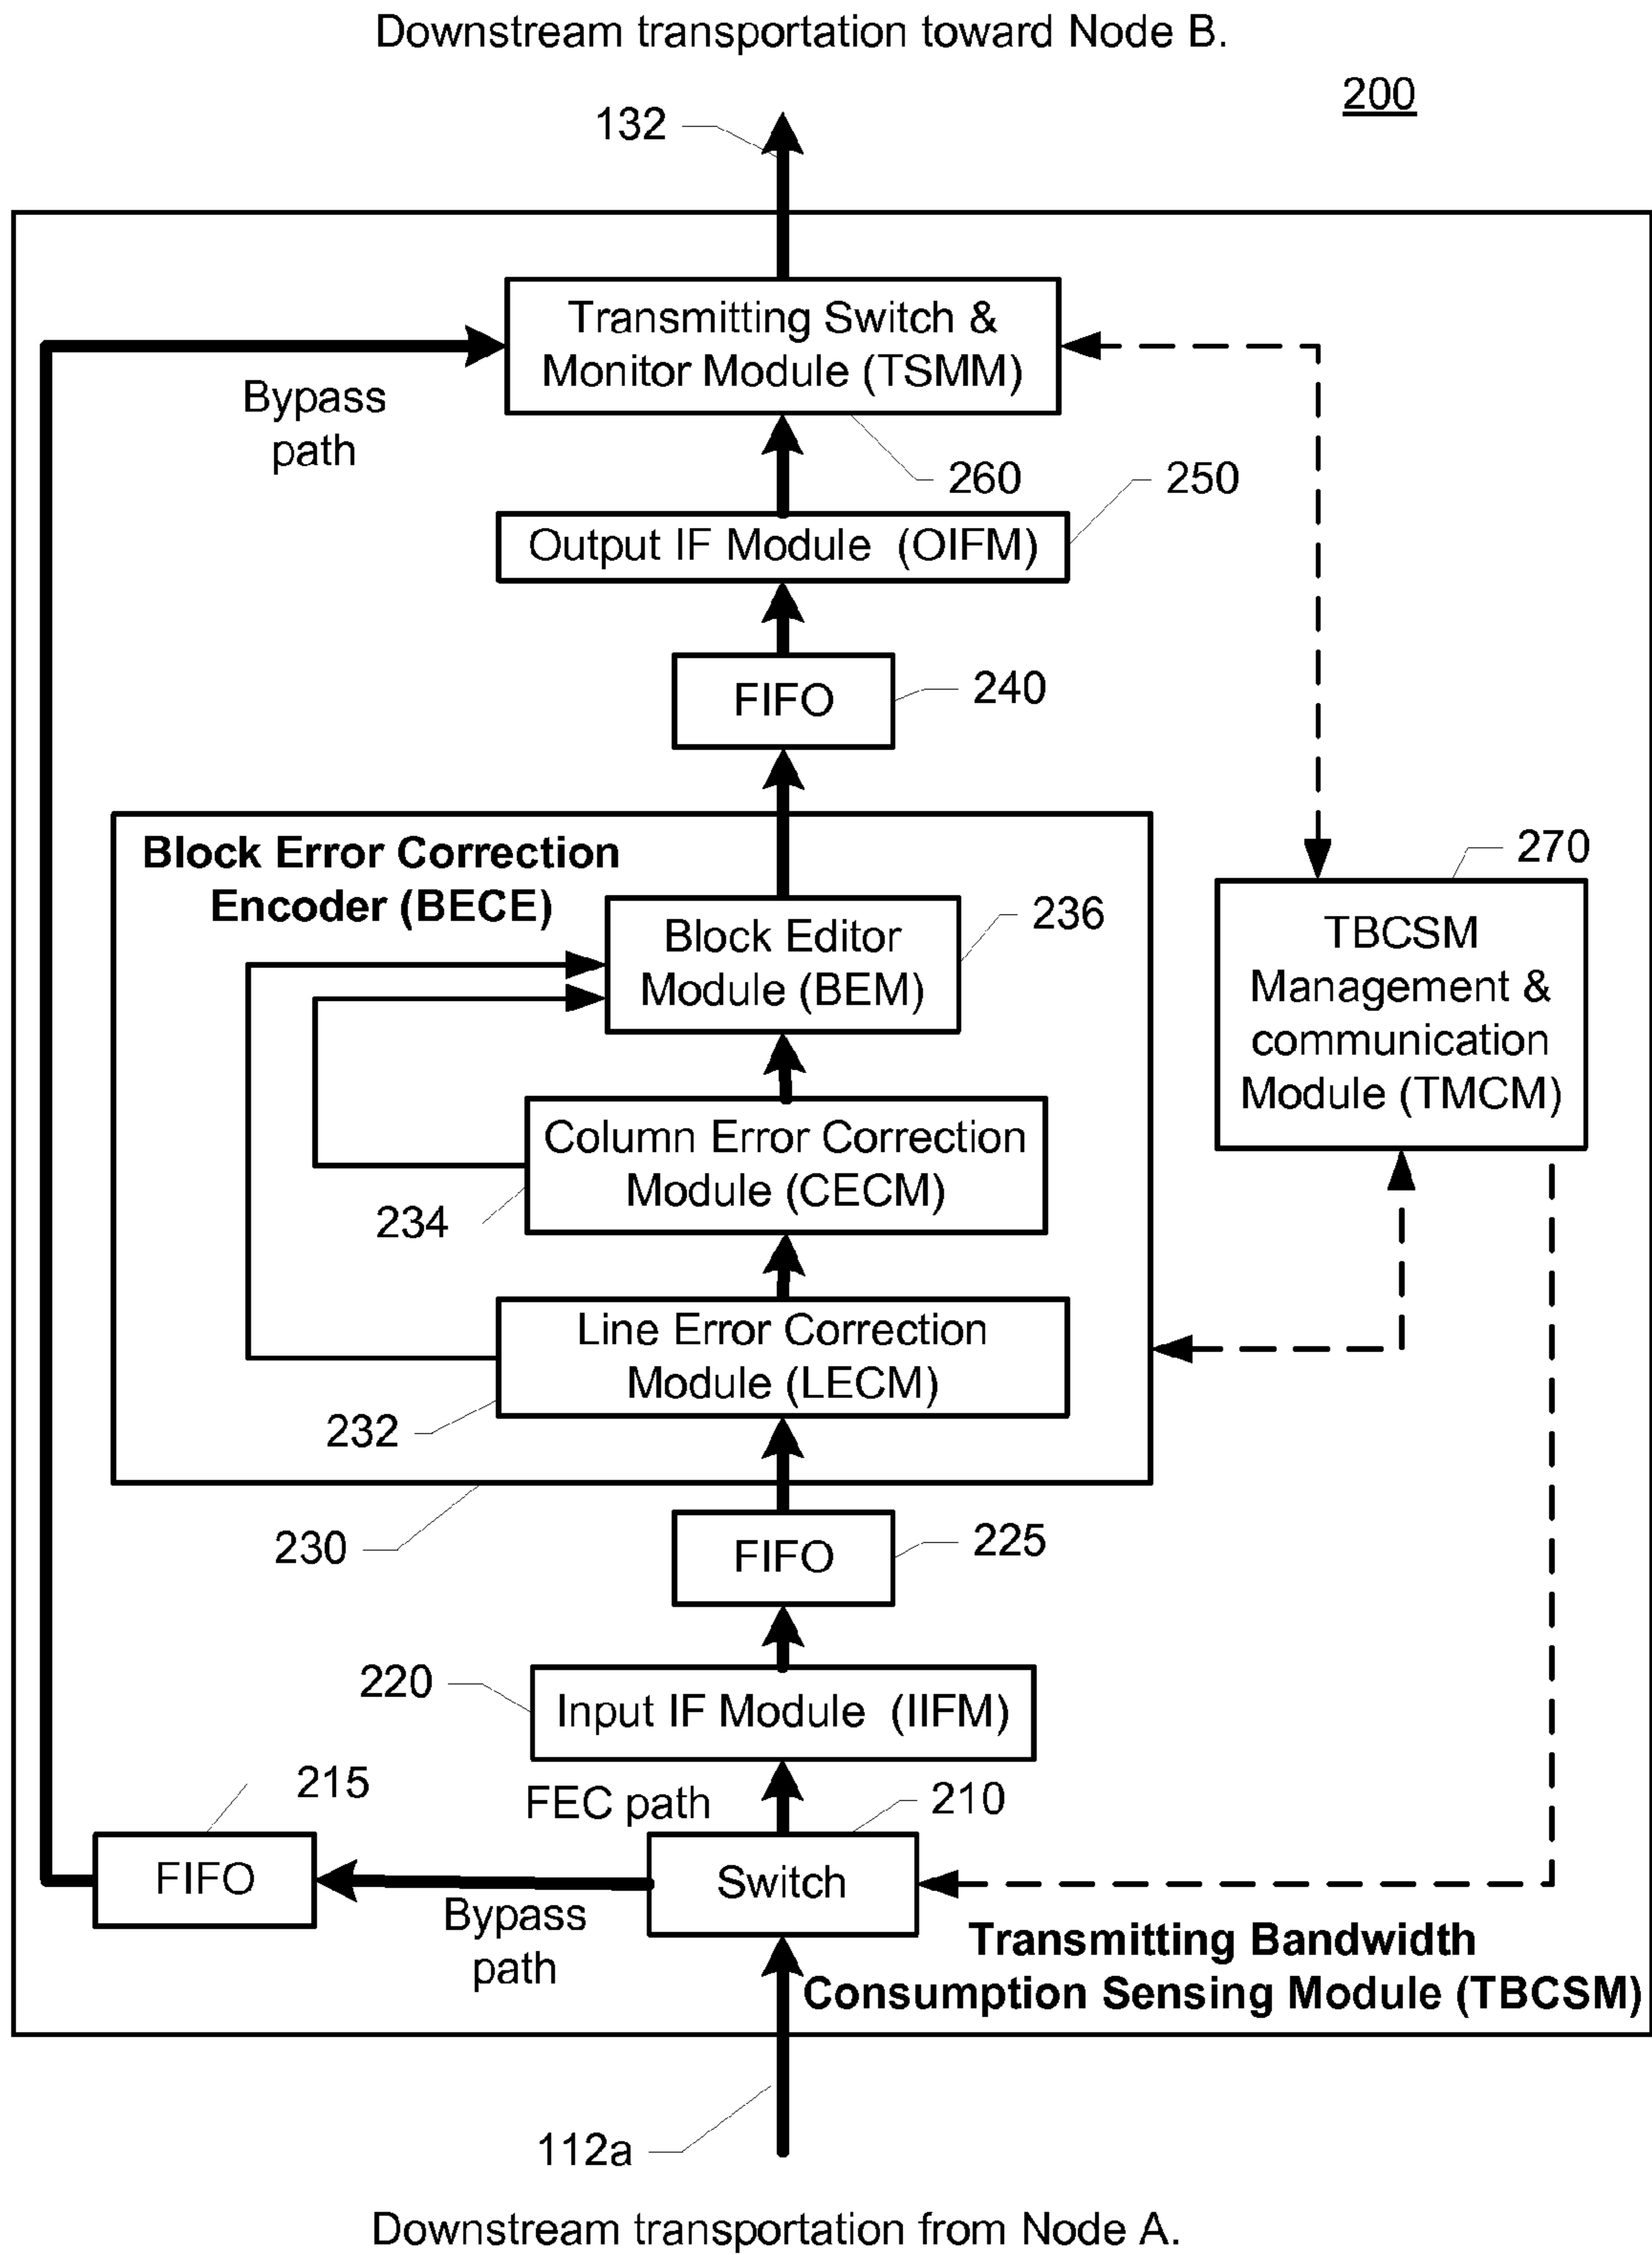 Downstream transportation toward Node B.
200
132
Transmitting Switch &
Monitor Module (TSMM)
Bypass
path
260
250
Output IF Module (OIFM)
FIFO
240
Block Error Correction
Encoder (BECE)
270
236
Block Editor
Module (BEM)
TBCSM
Management &
communication
Module (TMCM)
Column Error Correction
Module (CECM)
234
Line Error Correction
Module (LECM)
232
230
FIFO
225
220
Input IF Module (IIFM)
215
FEC path
210
FIFO
Switch
Bypass
path
Transmitting Bandwidth
Consumption Sensing Module (TBCSM)
112a
Downstream transportation from Node A.